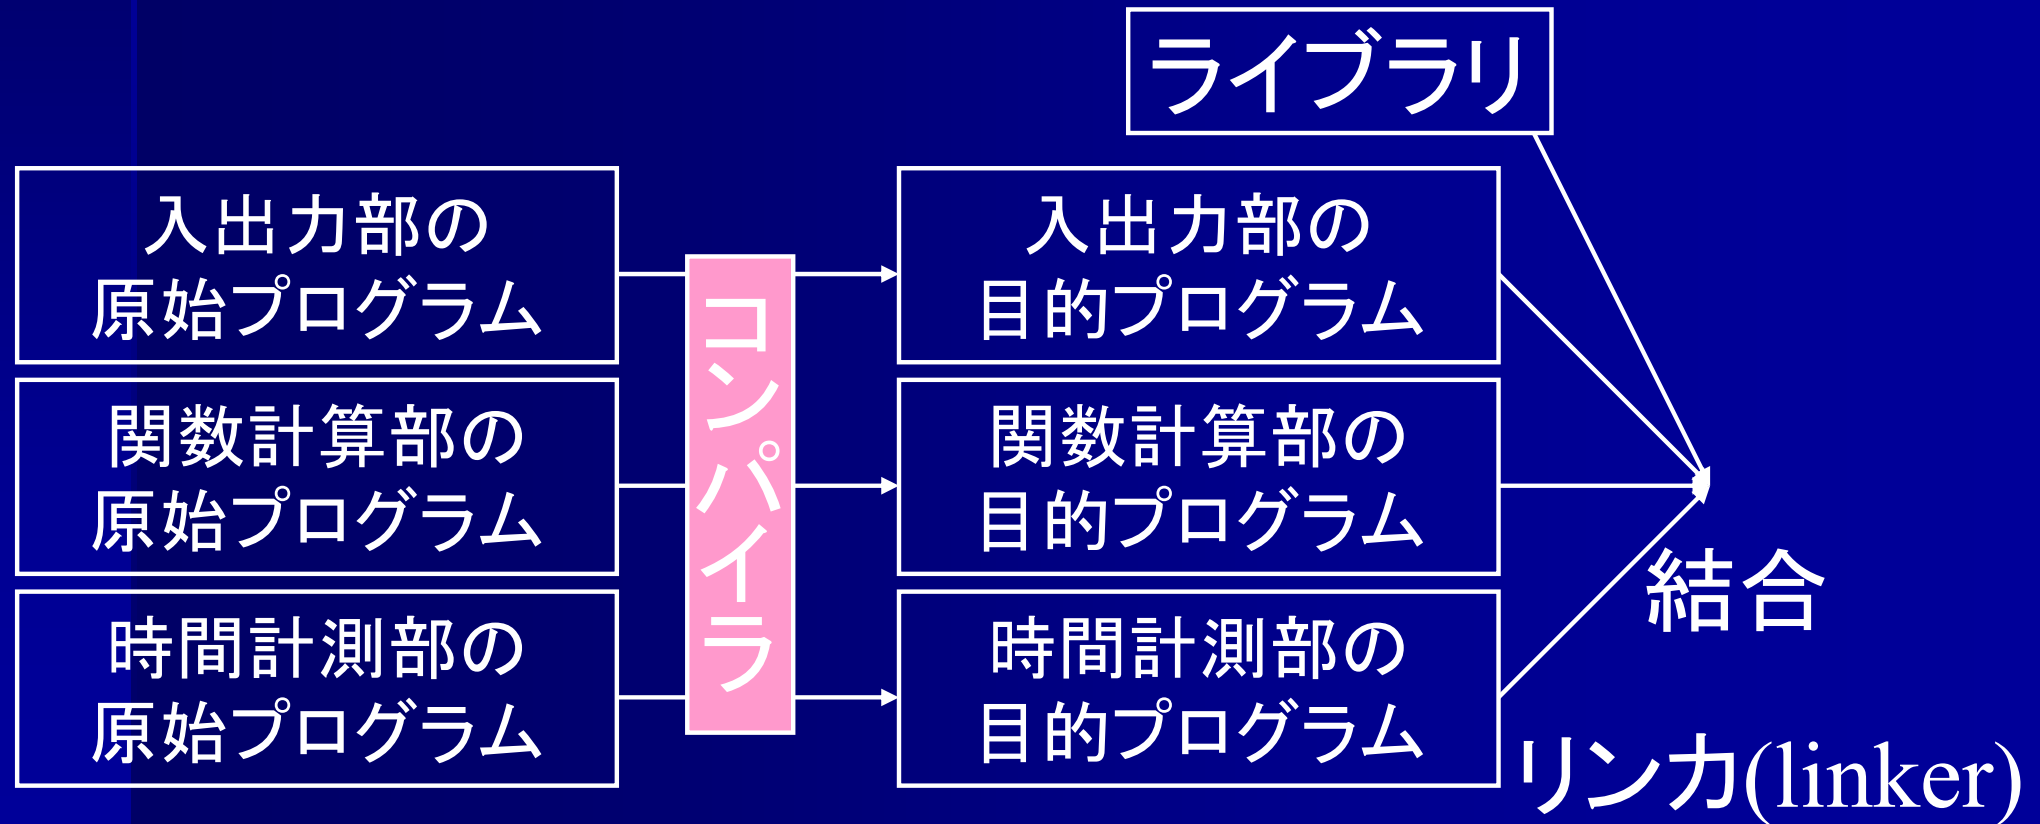 ライブラリ
入出力部の
原始プログラム
関数計算部の
原始プログラム
時間計測部の
原始プログラム
コンパイラ
入出力部の
目的プログラム
関数計算部の
目的プログラム
時間計測部の
目的プログラム
結合
リンカ(linker)